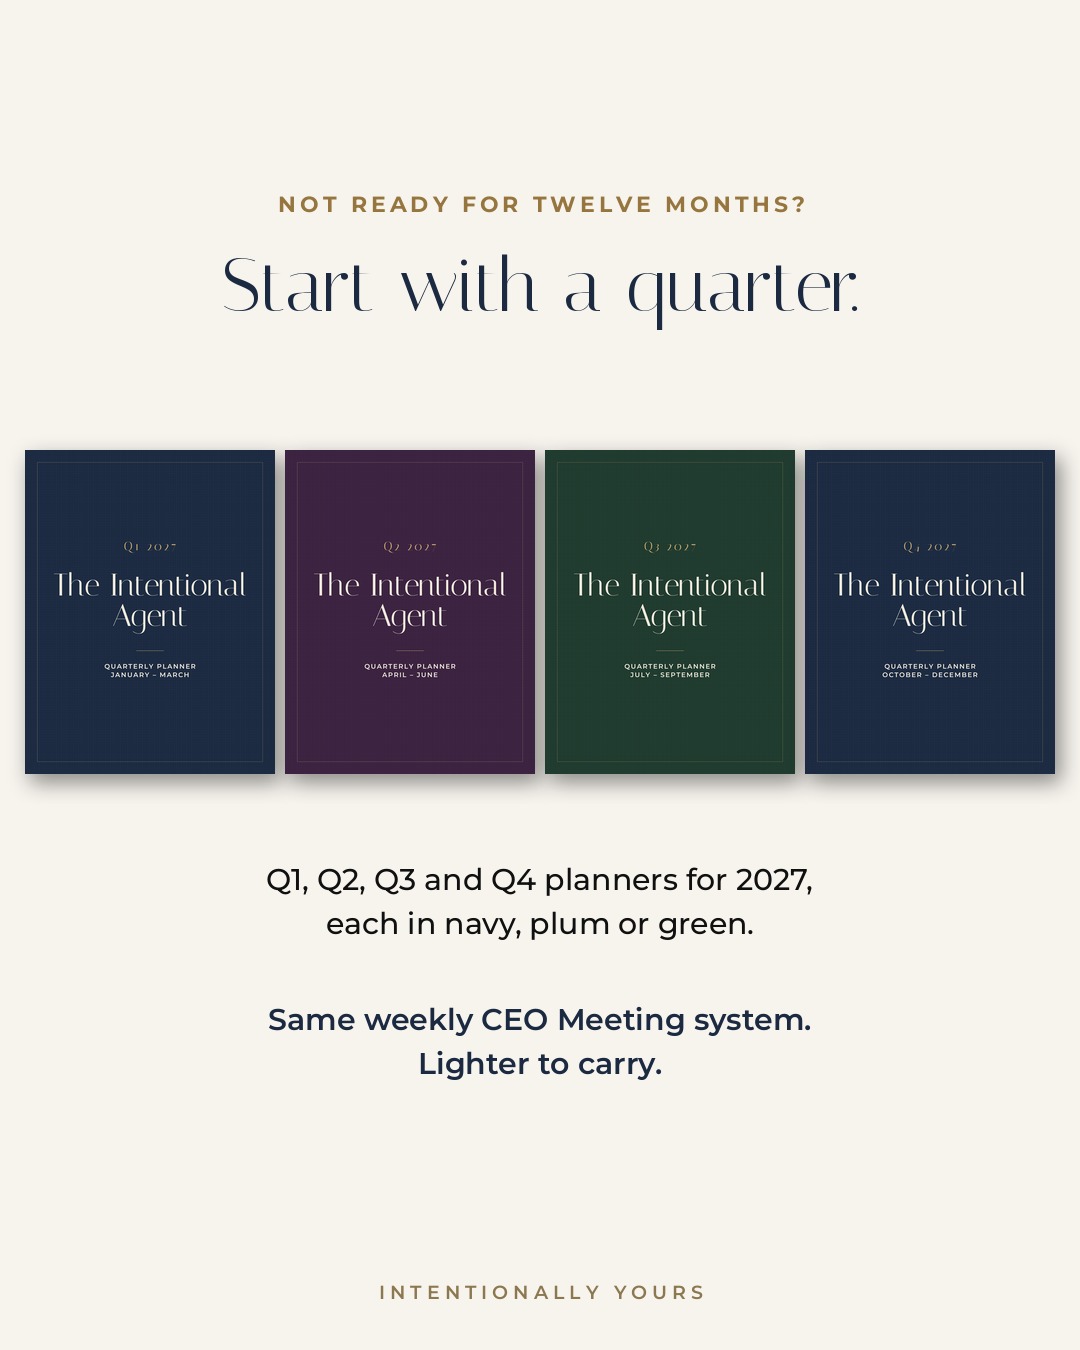 NOT READY FOR TWELVE MONTHS?
Start with a quarter.
Q1 2027
The Intentional
Agent
QUARTERLY PLANNER
JANUARY – MARCH
Q2 2027
The Intentional
Agent
QUARTERLY PLANNER
APRIL – JUNE
Q3 2027
The Intentional
Agent
QUARTERLY PLANNER
JULY – SEPTEMBER
Q4 2027
The Intentional
Agent
QUARTERLY PLANNER
OCTOBER – DECEMBER
Q1, Q2, Q3 and Q4 planners for 2027,
each in navy, plum or green.
Same weekly CEO Meeting system.
Lighter to carry.
INTENTIONALLY YOURS